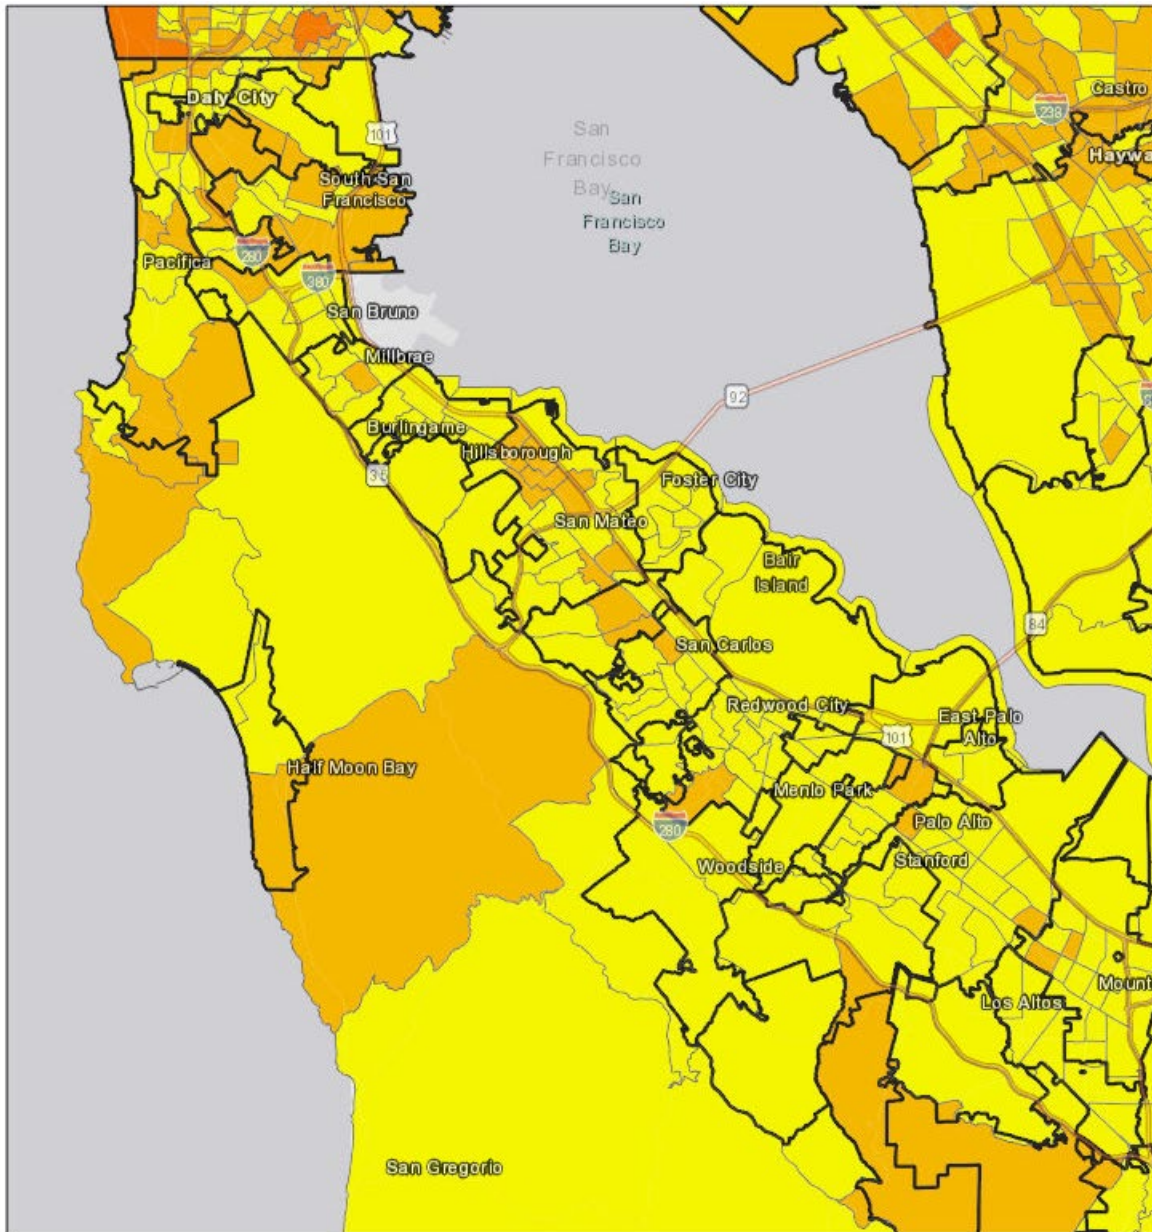 Daly City
Castro
238
101
San
Francisco
Bay
Haywa
South San
Francisco
San
Francisco
Bay
Pacifica
280
380
San Bruno
Millbrae
92
Burlingame
Hillsborough
35
Foster City
San Mateo
Bair
Island
84
San Carlos
Redwood City
East Palo
Alto
101
Half Moon Bay
Menlo Park
280
Palo Alto
Stanford
Woodside
Mount
Los Altos
San Gregorio